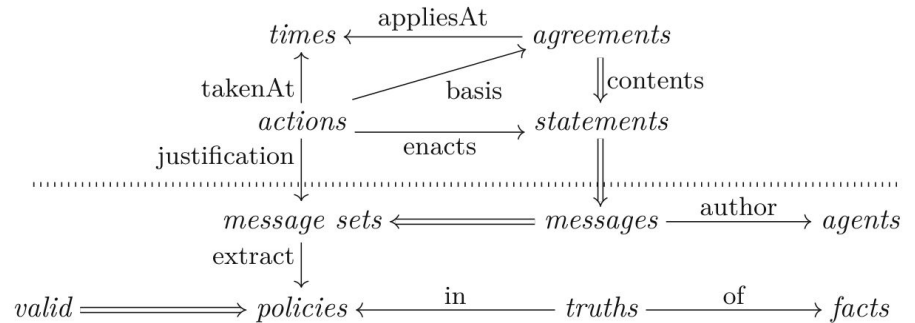 appliesAt
times agreements
takenAt basis contents
actions statements
enacts
justification
message sets messages author agents
extract
valid policies in truths of facts